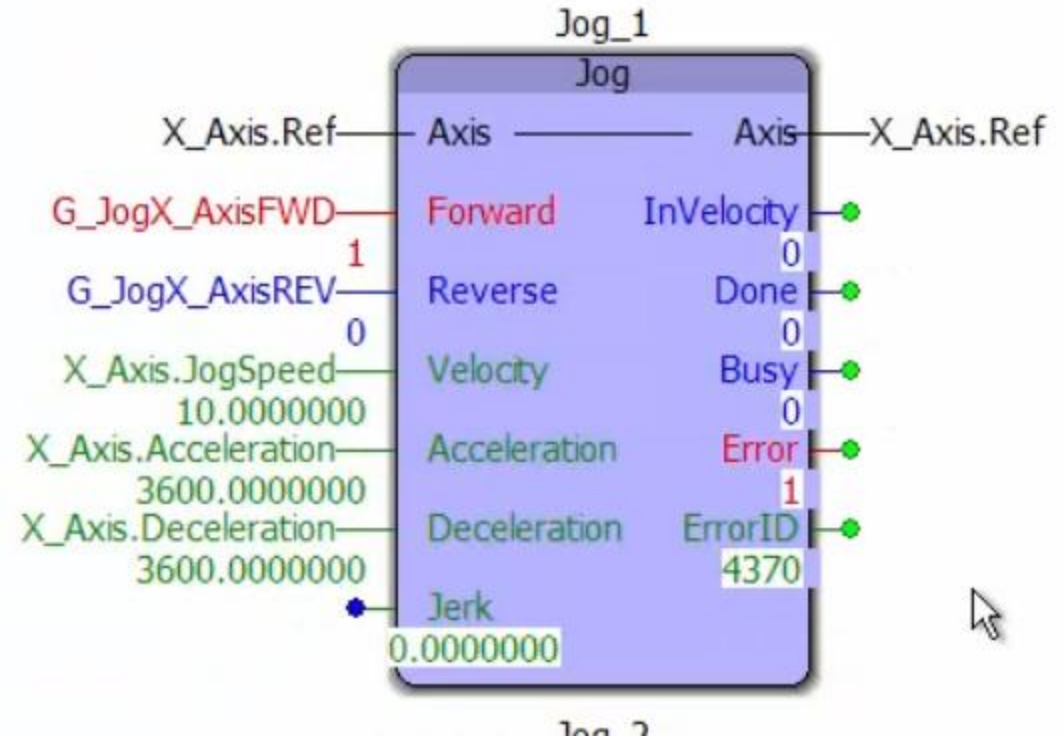 Jog_1
Jog
X_Axis.Ref Axis Axis X_Axis.Ref
G_JogX_AxisFWD Forward InVelocity
1 0
G_JogX_AxisREV Reverse Done
0 0
X_Axis.JogSpeed Velocity Busy
10.0000000 0
X_Axis.Acceleration Acceleration Error
3600.0000000 1
X_Axis.Deceleration Deceleration ErrorID
3600.0000000 4370
Jerk
0.0000000
Jog_2